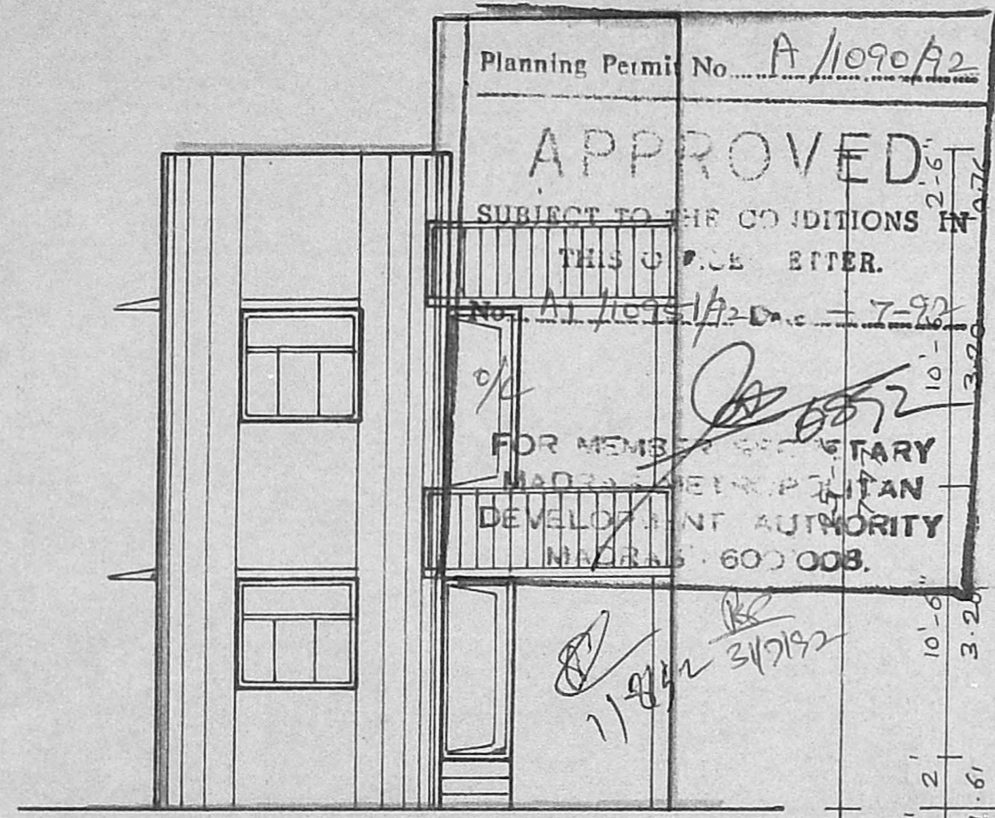 Planning Permit No. A/1090/92
APPROVED
SUBJECT TO THE CONDITIONS IN
THIS OFFICE LETTER.
No. A1/1095 1/92 Date 7-92
o/c
FOR MEMBER SECRETARY
MADRAS METROPOLITAN
DEVELOPMENT AUTHORITY
MADRAS 600 008.
31/7/92
2'-6"
0.76
10'-6"
3.20
10'-6"
3.20
2'
.61